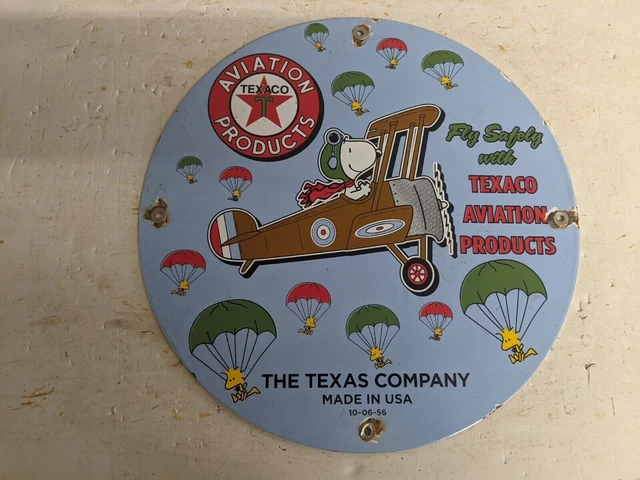 AVIATION
TEXACO
T
PRODUCTS
Fly Safely
with
TEXACO
AVIATION
PRODUCTS
THE TEXAS COMPANY
MADE IN USA
10-06-56